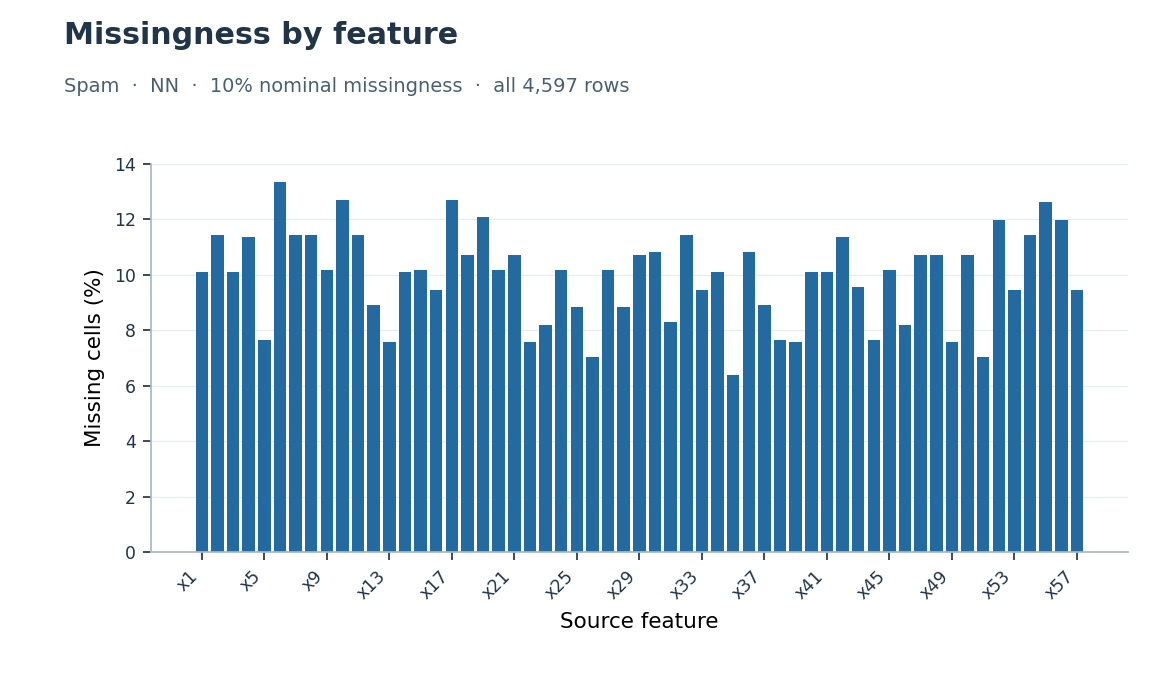 Missingness by feature
Spam · NN · 10% nominal missingness · all 4,597 rows
14
12
10
8
6
4
2
0
Missing cells (%)
x1 x5 x9 x13 x17 x21 x25 x29 x33 x37 x41 x45 x49 x53 x57
Source feature